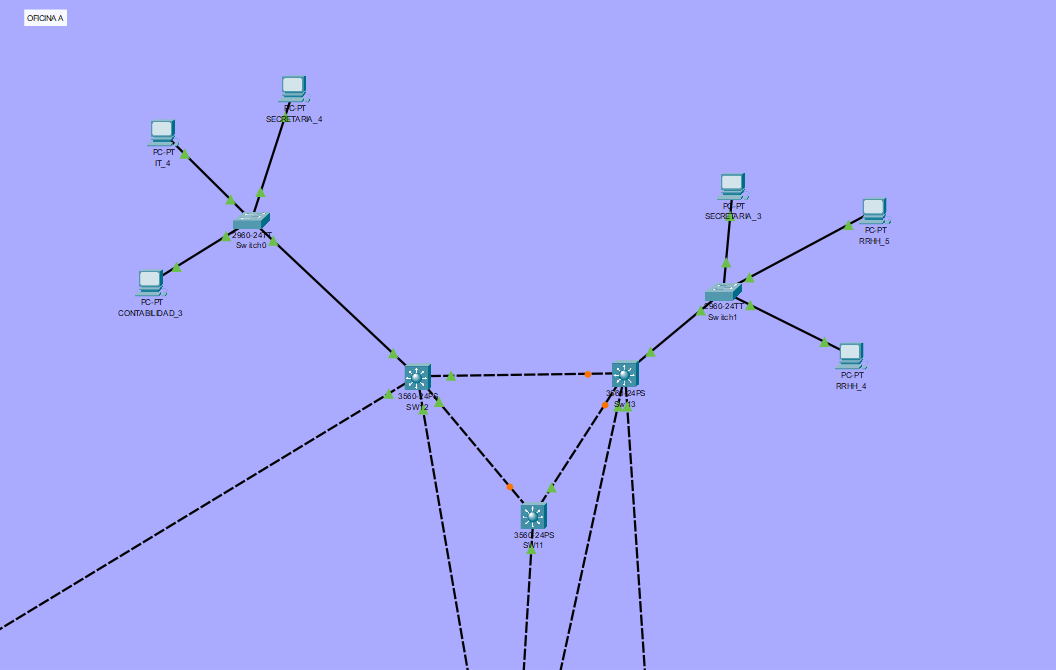 OFICINA A
PC-PT
SECRETARIA_4
PC-PT
IT_4
2960-24TT
Switch0
PC-PT
CONTABILIDAD_3
PC-PT
SECRETARIA_3
PC-PT
RRHH_5
2960-24TT
Switch1
PC-PT
RRHH_4
3560-24PS
SW12
3560-24PS
3560-24PS
SW11